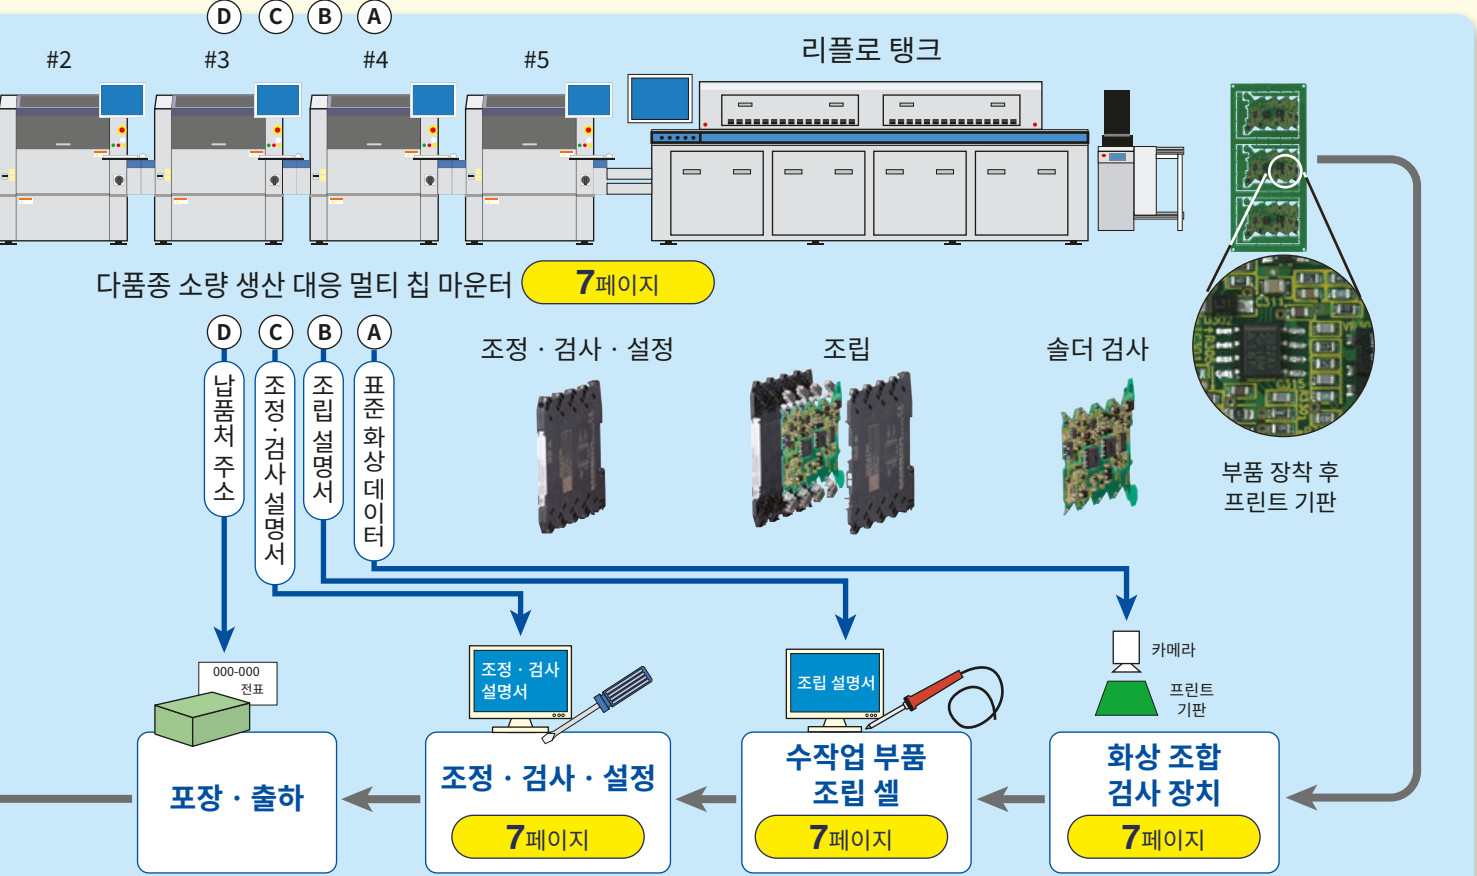 D C B A
#2 #3 #4 #5
리플로 탱크
다품종 소량 생산 대응 멀티 칩 마운터 7페이지
D C B A
납품처 주소
조정·검사 설명서
조립 설명서
표준 화상 데이터
조정 · 검사 · 설정
조립
솔더 검사
부품 장착 후
프린트 기판
000-000
전표
조정 · 검사
설명서
조립 설명서
카메라
프린트
기판
포장 · 출하
조정 · 검사 · 설정
7페이지
수작업 부품
조립 셀
7페이지
화상 조합
검사 장치
7페이지